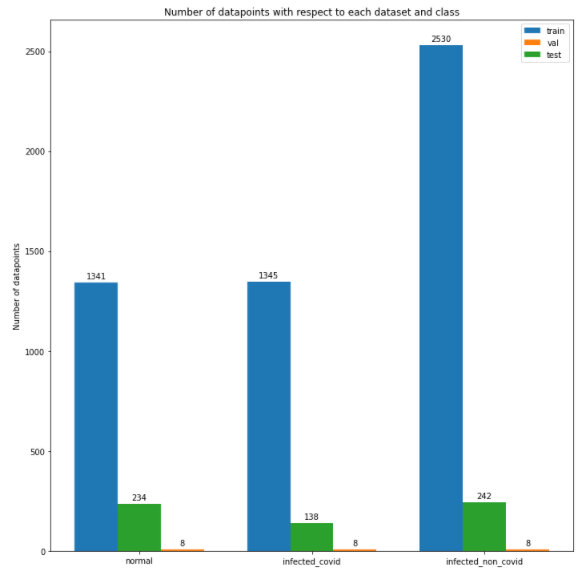 Number of datapoints with respect to each dataset and class
train
val
test
Number of datapoints
2500
2000
1500
1000
500
0
1341
234
8
1345
138
8
2530
242
8
normal
infected_covid
infected_non_covid